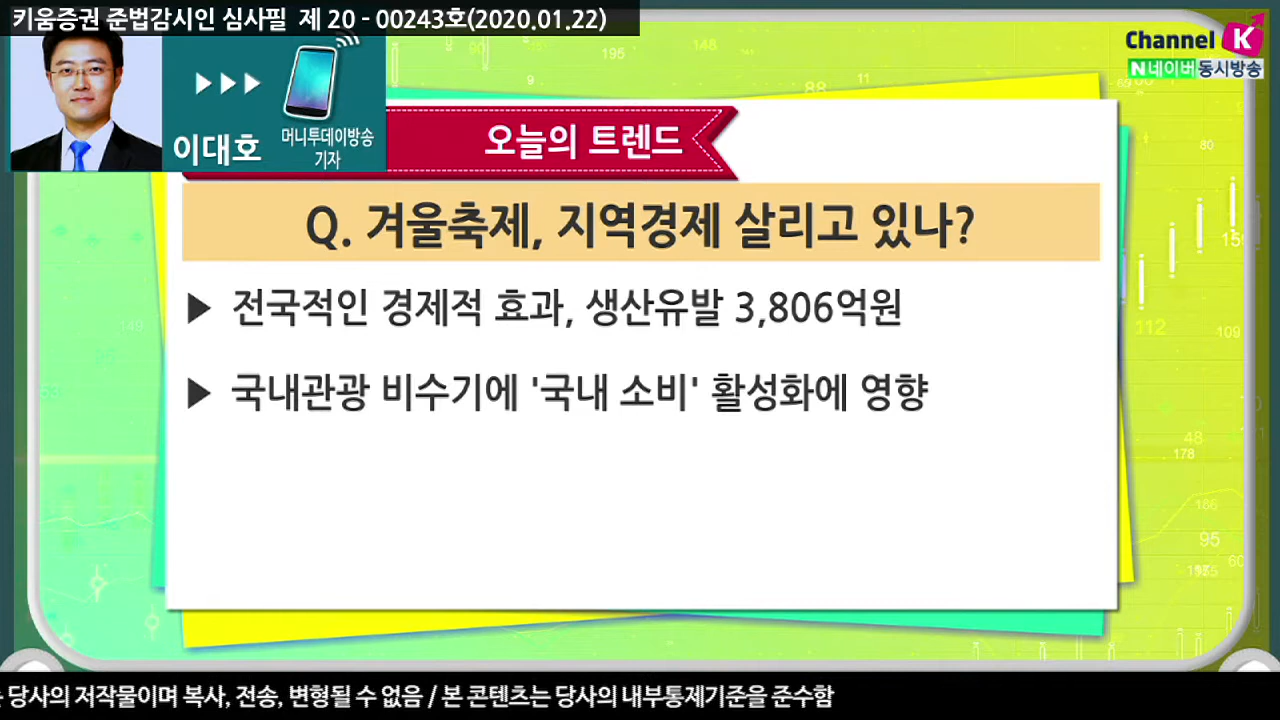 키움증권 준법감시인 심사필 제 20 - 00243호(2020.01.22)
Channel K
N 네이버 동시방송
이대호
머니투데이방송
기자
오늘의 트렌드
Q. 겨울축제, 지역경제 살리고 있나?
▶ 전국적인 경제적 효과, 생산유발 3,806억원
▶ 국내관광 비수기에 '국내 소비' 활성화에 영향
당사의 저작물이며 복사, 전송, 변형될 수 없음 / 본 콘텐츠는 당사의 내부통제기준을 준수함